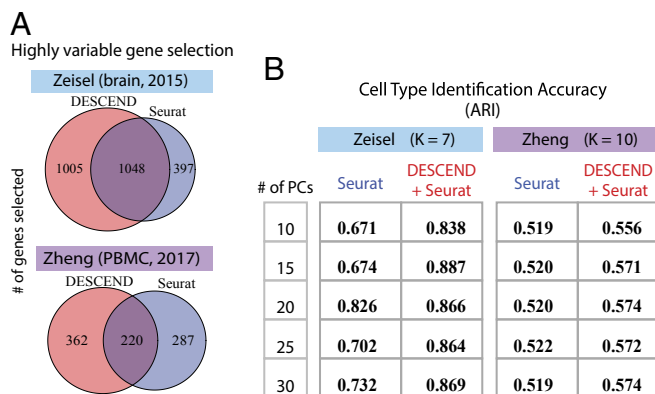 A
Highly variable gene selection
Zeisel (brain, 2015)
DESCEND
Seurat
1005
1048
397
# of genes selected
Zheng (PBMC, 2017)
DESCEND
Seurat
362
220
287
B
Cell Type Identification Accuracy
(ARI)
Zeisel (K = 7) Zheng (K = 10)
# of PCs Seurat DESCEND + Seurat Seurat DESCEND + Seurat
10 0.671 0.838 0.519 0.556
15 0.674 0.887 0.520 0.571
20 0.826 0.866 0.520 0.574
25 0.702 0.864 0.522 0.572
30 0.732 0.869 0.519 0.574